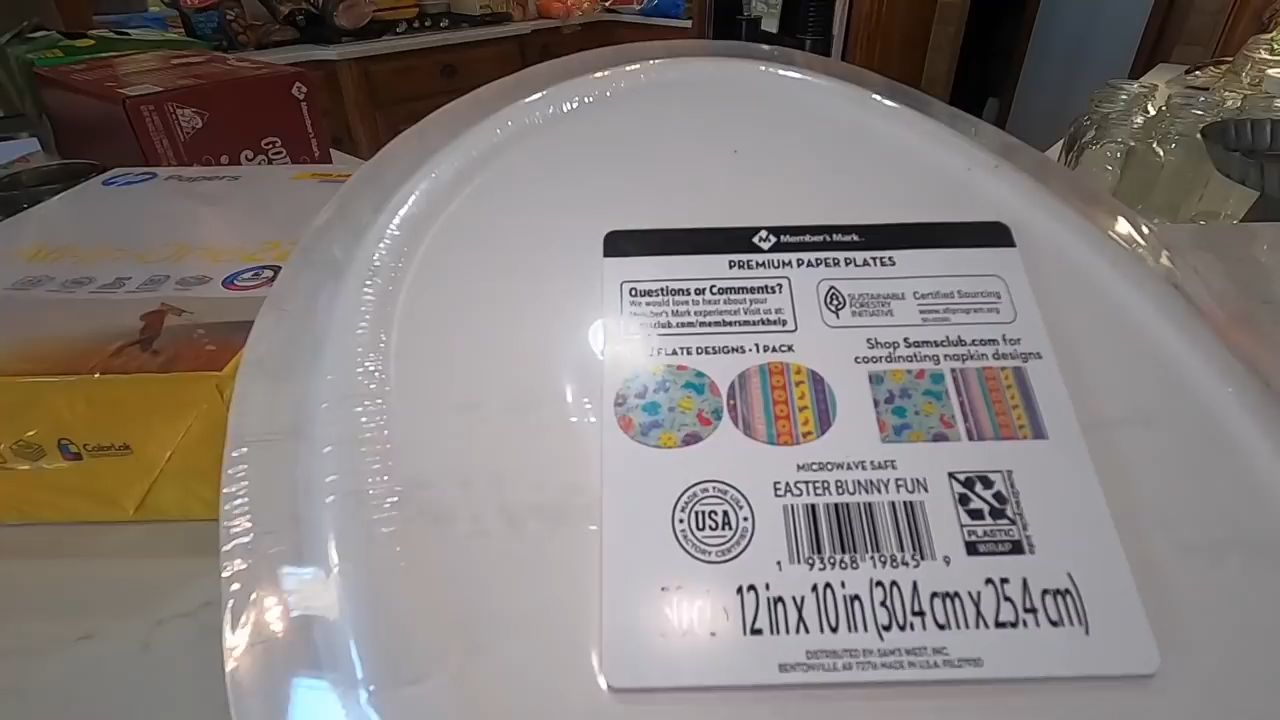 Member's Mark
hp Papers
Member's Mark
PREMIUM PAPER PLATES
Questions or Comments?
We would love to hear about your
Member's Mark experience! Visit us at:
samsclub.com/membersmarkhelp
SUSTAINABLE
FORESTRY
INITIATIVE
Certified Sourcing
www.sfiprogram.org
PLATE DESIGNS • 1 PACK
Shop Samsclub.com for
coordinating napkin designs
MICROWAVE SAFE
EASTER BUNNY FUN
MADE IN THE USA
USA
FACTORY CERTIFIED
PLASTIC
WRAP
1 93968 19845 9
12 in x 10 in (30.4 cm x 25.4 cm)
DISTRIBUTED BY: SAM'S WEST, INC.
BENTONVILLE, AR 72716 MADE IN U.S.A.
ColorLok